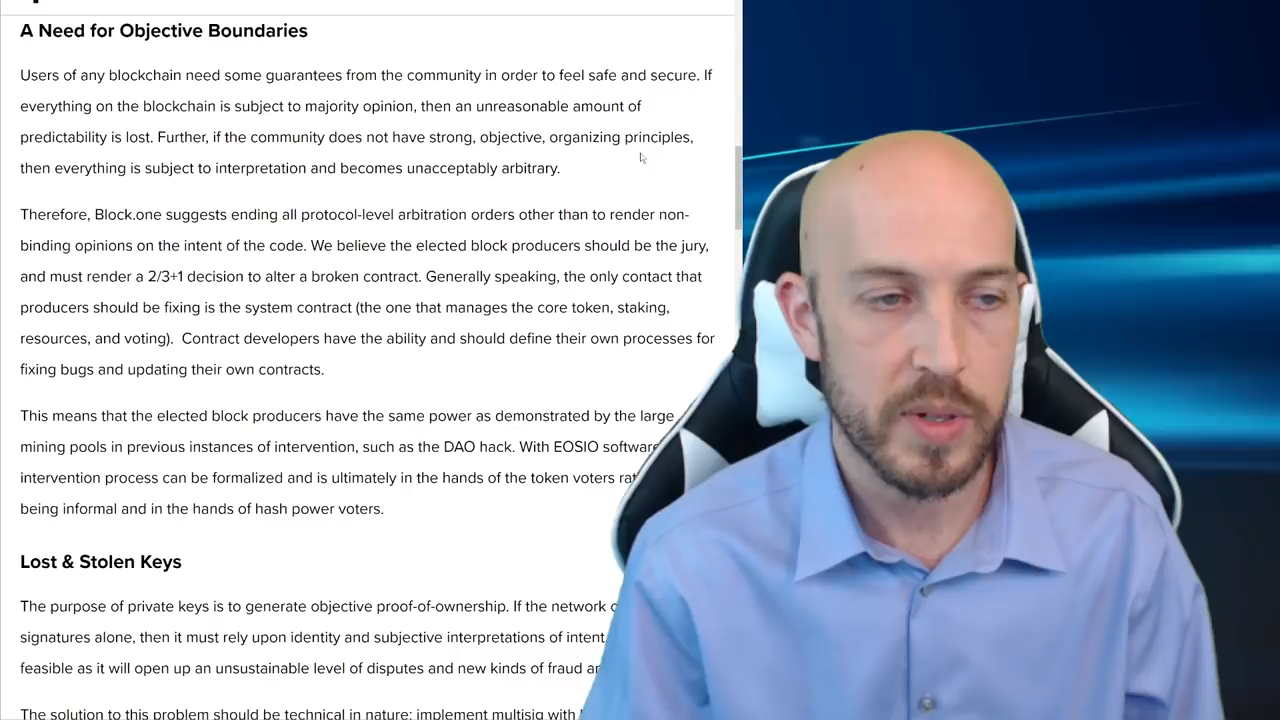 A Need for Objective Boundaries
Users of any blockchain need some guarantees from the community in order to feel safe and secure. If
everything on the blockchain is subject to majority opinion, then an unreasonable amount of
predictability is lost. Further, if the community does not have strong, objective, organizing principles,
then everything is subject to interpretation and becomes unacceptably arbitrary.
Therefore, Block.one suggests ending all protocol-level arbitration orders other than to render non-
binding opinions on the intent of the code. We believe the elected block producers should be the jury,
and must render a 2/3+1 decision to alter a broken contract. Generally speaking, the only contact that
producers should be fixing is the system contract (the one that manages the core token, staking,
resources, and voting). Contract developers have the ability and should define their own processes for
fixing bugs and updating their own contracts.
This means that the elected block producers have the same power as demonstrated by the large
mining pools in previous instances of intervention, such as the DAO hack. With EOSIO software
intervention process can be formalized and is ultimately in the hands of the token voters
being informal and in the hands of hash power voters.
Lost & Stolen Keys
The purpose of private keys is to generate objective proof-of-ownership. If the network
signatures alone, then it must rely upon identity and subjective interpretations of intent
feasible as it will open up an unsustainable level of disputes and new kinds of fraud
The solution to this problem should be technical in nature: implement multisig with